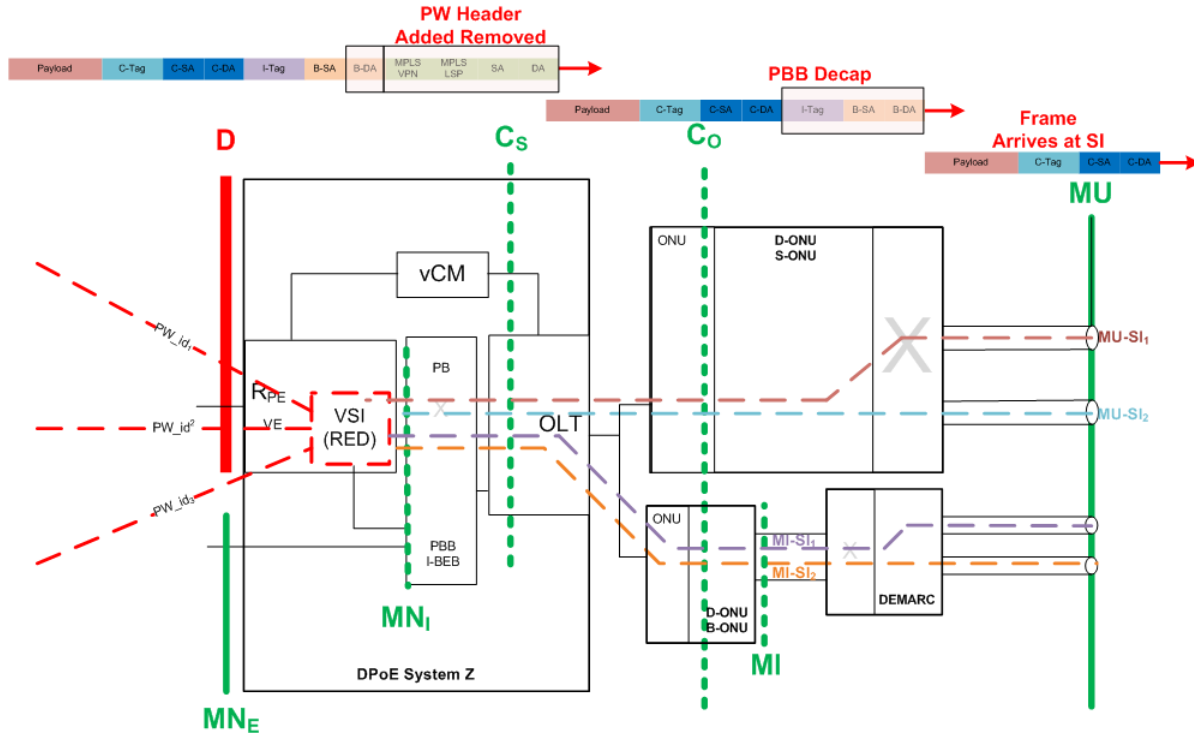 PW Header
Added Removed
Payload C-Tag C-SA C-DA I-Tag B-SA B-DA MPLS VPN MPLS LSP SA DA
PBB Decap
Payload C-Tag C-SA C-DA I-Tag B-SA B-DA
Frame
Arrives at SI
Payload C-Tag C-SA C-DA
D
CS
CO
MU
vCM
ONU
D-ONU
S-ONU
X
PW_id1
RPE
VE
PW_id2
PW_id3
VSI
(RED)
PB
X
OLT
MU-SI1
MU-SI2
PBB
I-BEB
MNI
ONU
MI-SI1
MI-SI2
X
D-ONU
B-ONU
DEMARC
MI
DPoE System Z
MNE